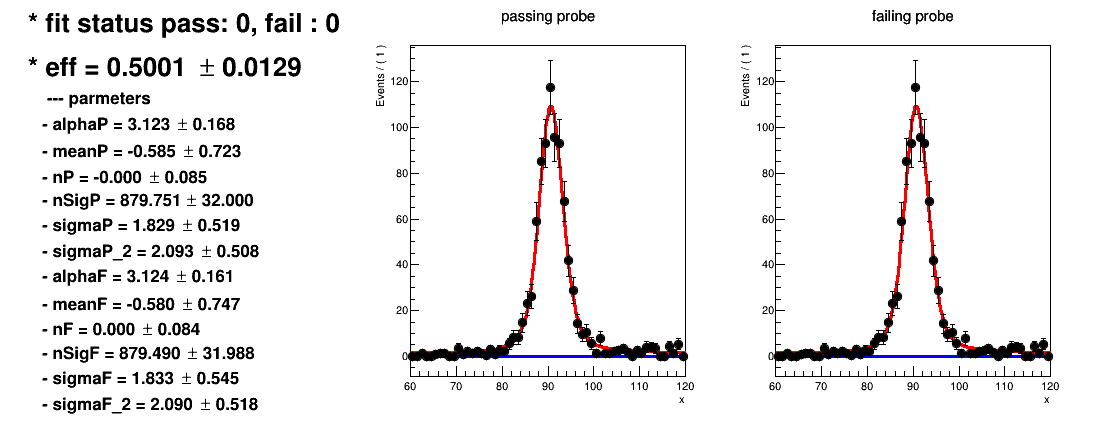 * fit status pass: 0, fail : 0
* eff = 0.5001 ± 0.0129
--- parmeters
- alphaP = 3.123 ± 0.168
- meanP = -0.585 ± 0.723
- nP = -0.000 ± 0.085
- nSigP = 879.751 ± 32.000
- sigmaP = 1.829 ± 0.519
- sigmaP_2 = 2.093 ± 0.508
- alphaF = 3.124 ± 0.161
- meanF = -0.580 ± 0.747
- nF = 0.000 ± 0.084
- nSigF = 879.490 ± 31.988
- sigmaF = 1.833 ± 0.545
- sigmaF_2 = 2.090 ± 0.518
passing probe
Events / ( 1 )
120
100
80
60
40
20
0
60 70 80 90 100 110 120
x
failing probe
Events / ( 1 )
120
100
80
60
40
20
0
60 70 80 90 100 110 120
x